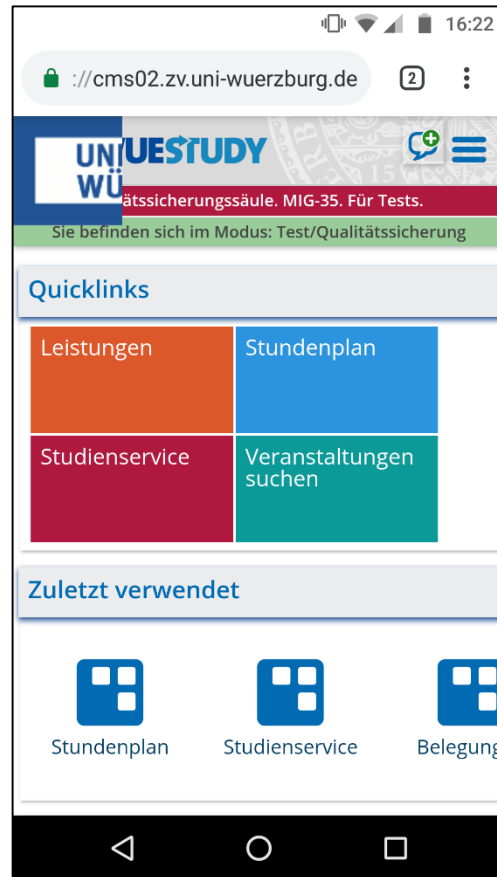 16:22
://cms02.zv.uni-wuerzburg.de 2
UNI WÜ
UESTUDY
ätssicherungssäule. MIG-35. Für Tests.
Sie befinden sich im Modus: Test/Qualitätssicherung
Quicklinks
Leistungen Stundenplan
Studienservice Veranstaltungen
suchen
Zuletzt verwendet
Stundenplan Studienservice Belegung